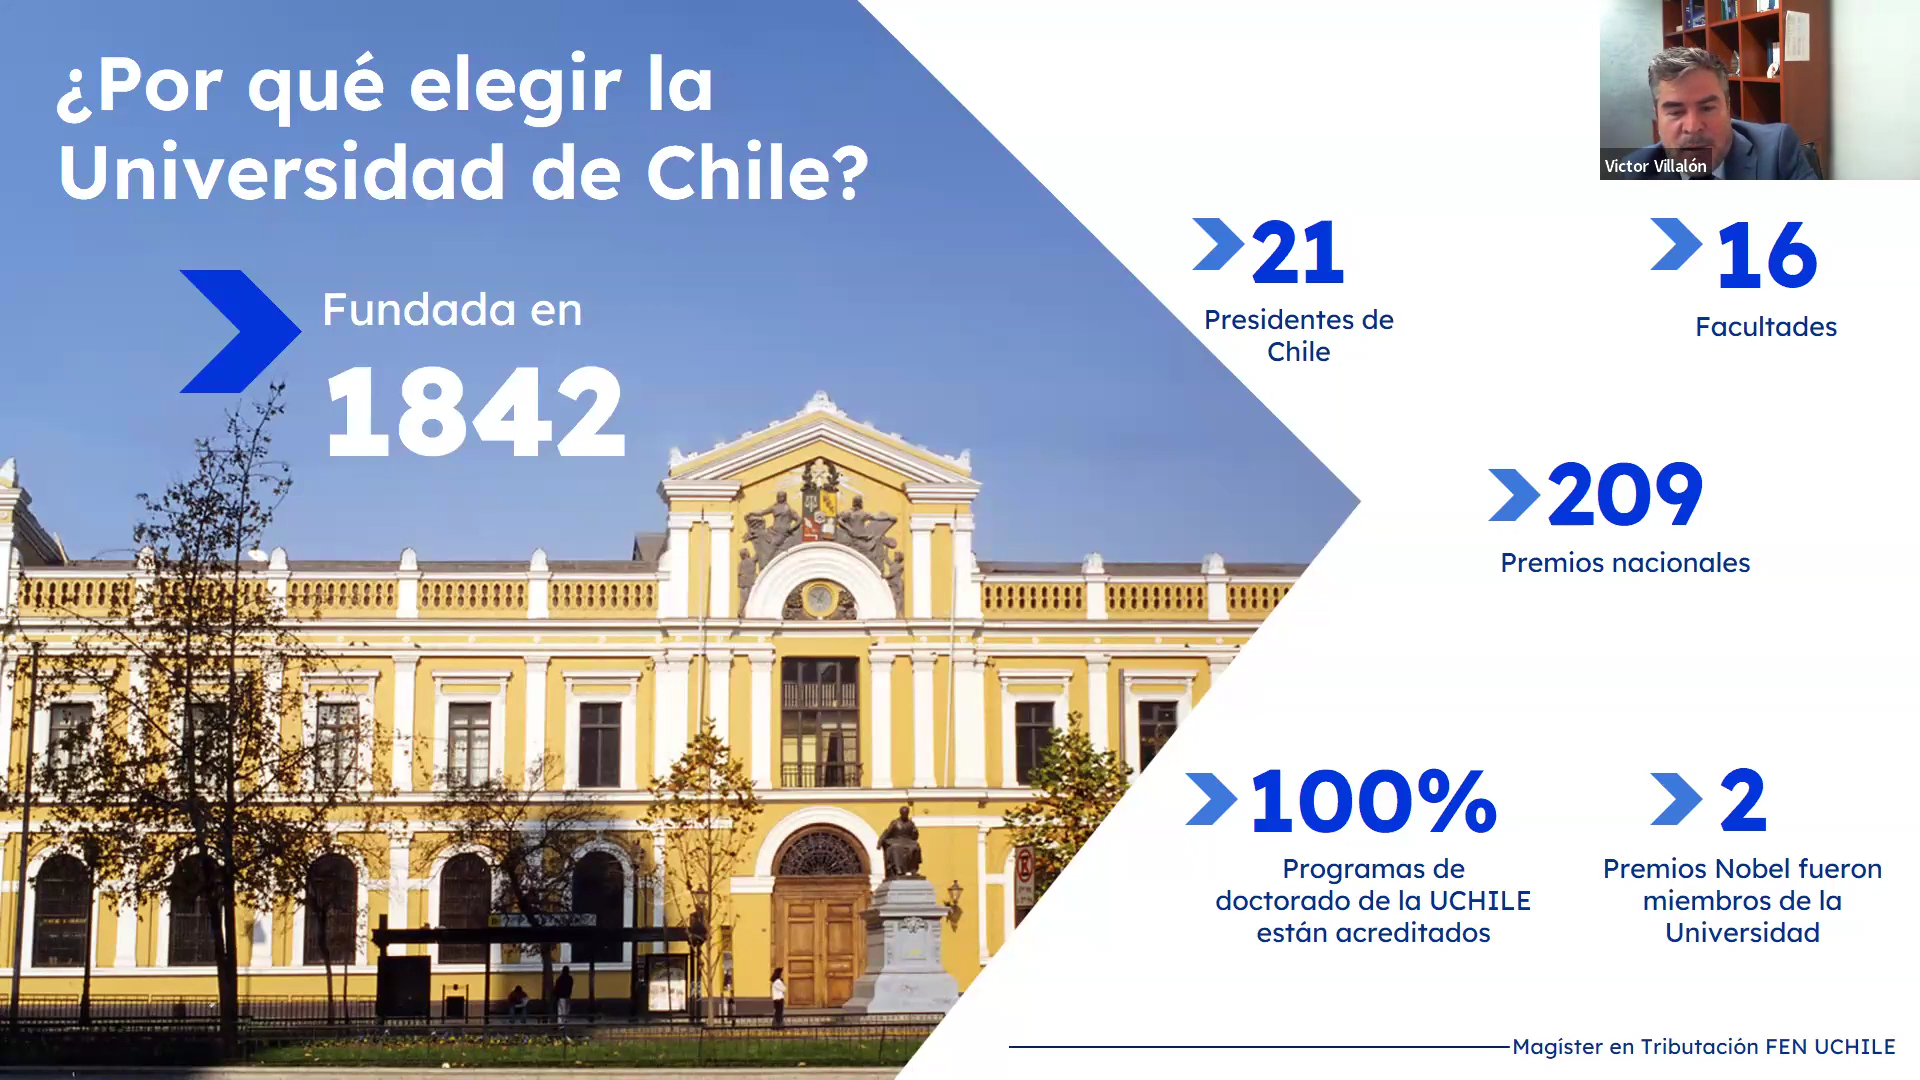 ¿Por qué elegir la
Universidad de Chile?
Fundada en
1842
Victor Villalón
21
Presidentes de
Chile
16
Facultades
209
Premios nacionales
100%
Programas de
doctorado de la UCHILE
están acreditados
2
Premios Nobel fueron
miembros de la
Universidad
Magíster en Tributación FEN UCHILE